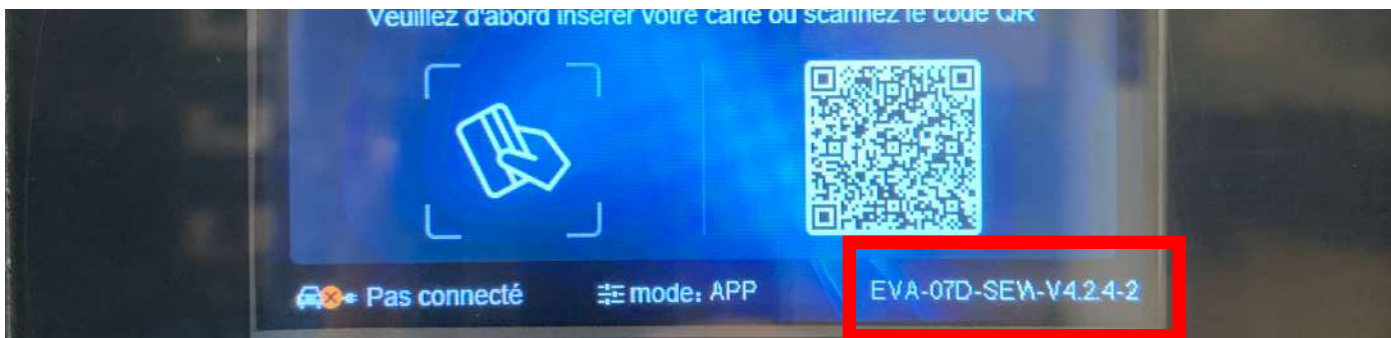 Veuillez d'abord insérer votre carte ou scannez le code QR
Pas connecté
mode: APP
EVA-07D-SEW-V4.2.4-2